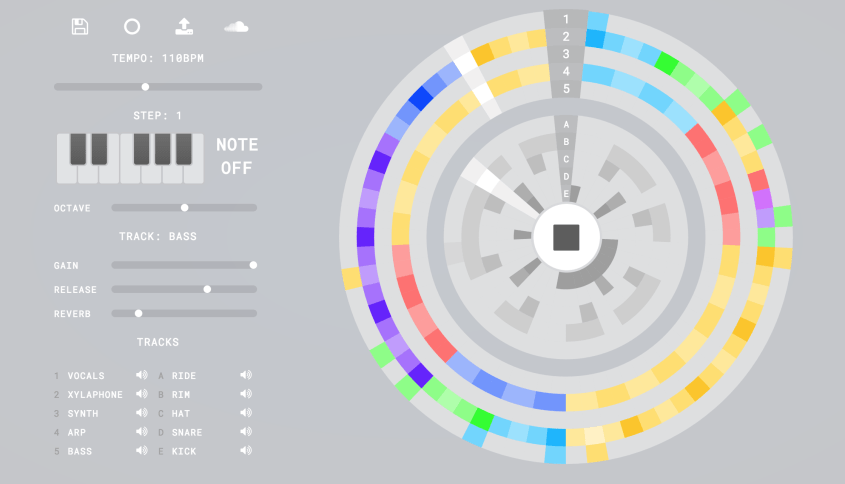 TEMPO: 110BPM
STEP: 1
NOTE
OFF
OCTAVE
TRACK: BASS
GAIN
RELEASE
REVERB
TRACKS
1 VOCALS A RIDE
2 XYLAPHONE B RIM
3 SYNTH C HAT
4 ARP D SNARE
5 BASS E KICK
1
2
3
4
5
A
B
C
D
E